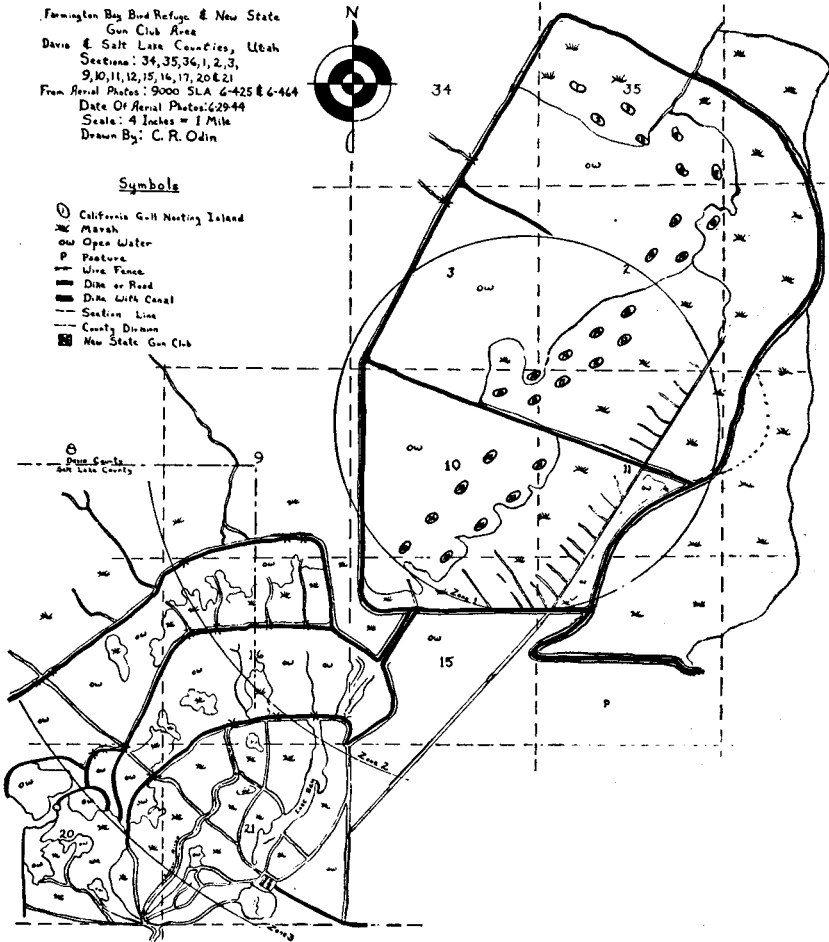 Farmington Bay Bird Refuge & New State
Gun Club Area
Davis & Salt Lake Counties, Utah
Sections: 34, 35, 36, 1, 2, 3,
9, 10, 11, 12, 15, 16, 17, 20 & 21
From Aerial Photos: 9000 SLA 6-425 & 6-464
Date Of Aerial Photos: 6-29-44
Scale: 4 Inches = 1 Mile
Drawn By: C. R. Odin
N
Symbols
California Gull Nesting Island
Marsh
OW Open Water
P Pasture
Wire Fence
Dike or Road
Dike With Canal
Section Line
County Division
New State Gun Club
34
35
OW
3
2
OW
8
Davis County
Salt Lake County
9
OW
10
11
Zone 1
OW
15
16
P
Zone 2
20
21
Zone 3